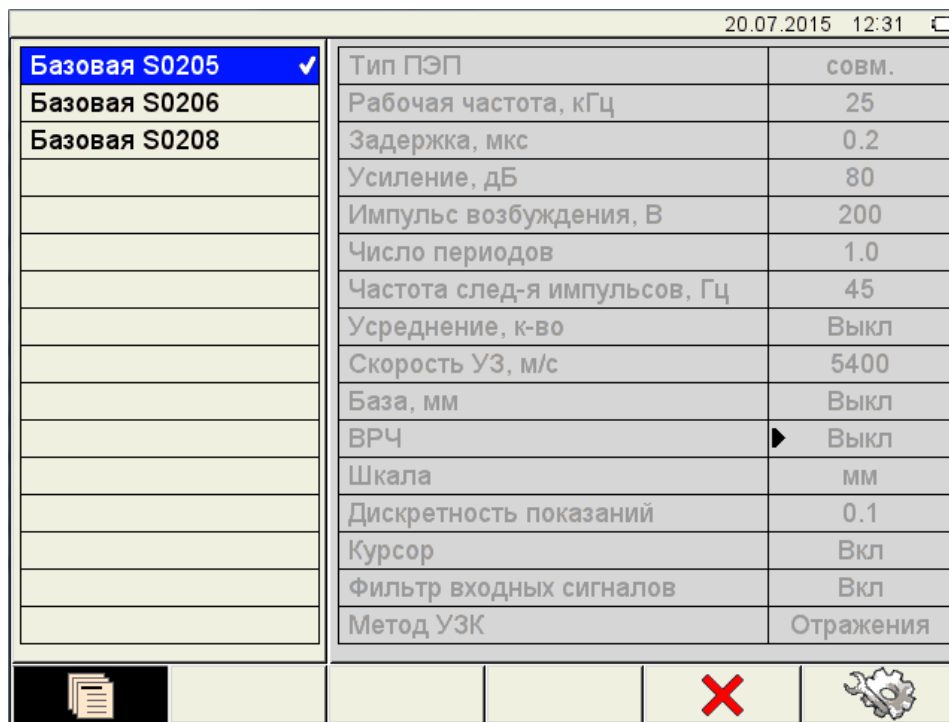 20.07.2015 12:31
Базовая S0205
Базовая S0206
Базовая S0208
Тип ПЭП совм.
Рабочая частота, кГц 25
Задержка, мкс 0.2
Усиление, дБ 80
Импульс возбуждения, В 200
Число периодов 1.0
Частота след-я импульсов, Гц 45
Усреднение, к-во Выкл
Скорость УЗ, м/с 5400
База, мм Выкл
ВРЧ Выкл
Шкала мм
Дискретность показаний 0.1
Курсор Вкл
Фильтр входных сигналов Вкл
Метод УЗК Отражения